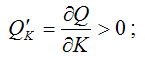 Q′_K = ∂Q/∂K > 0 ;